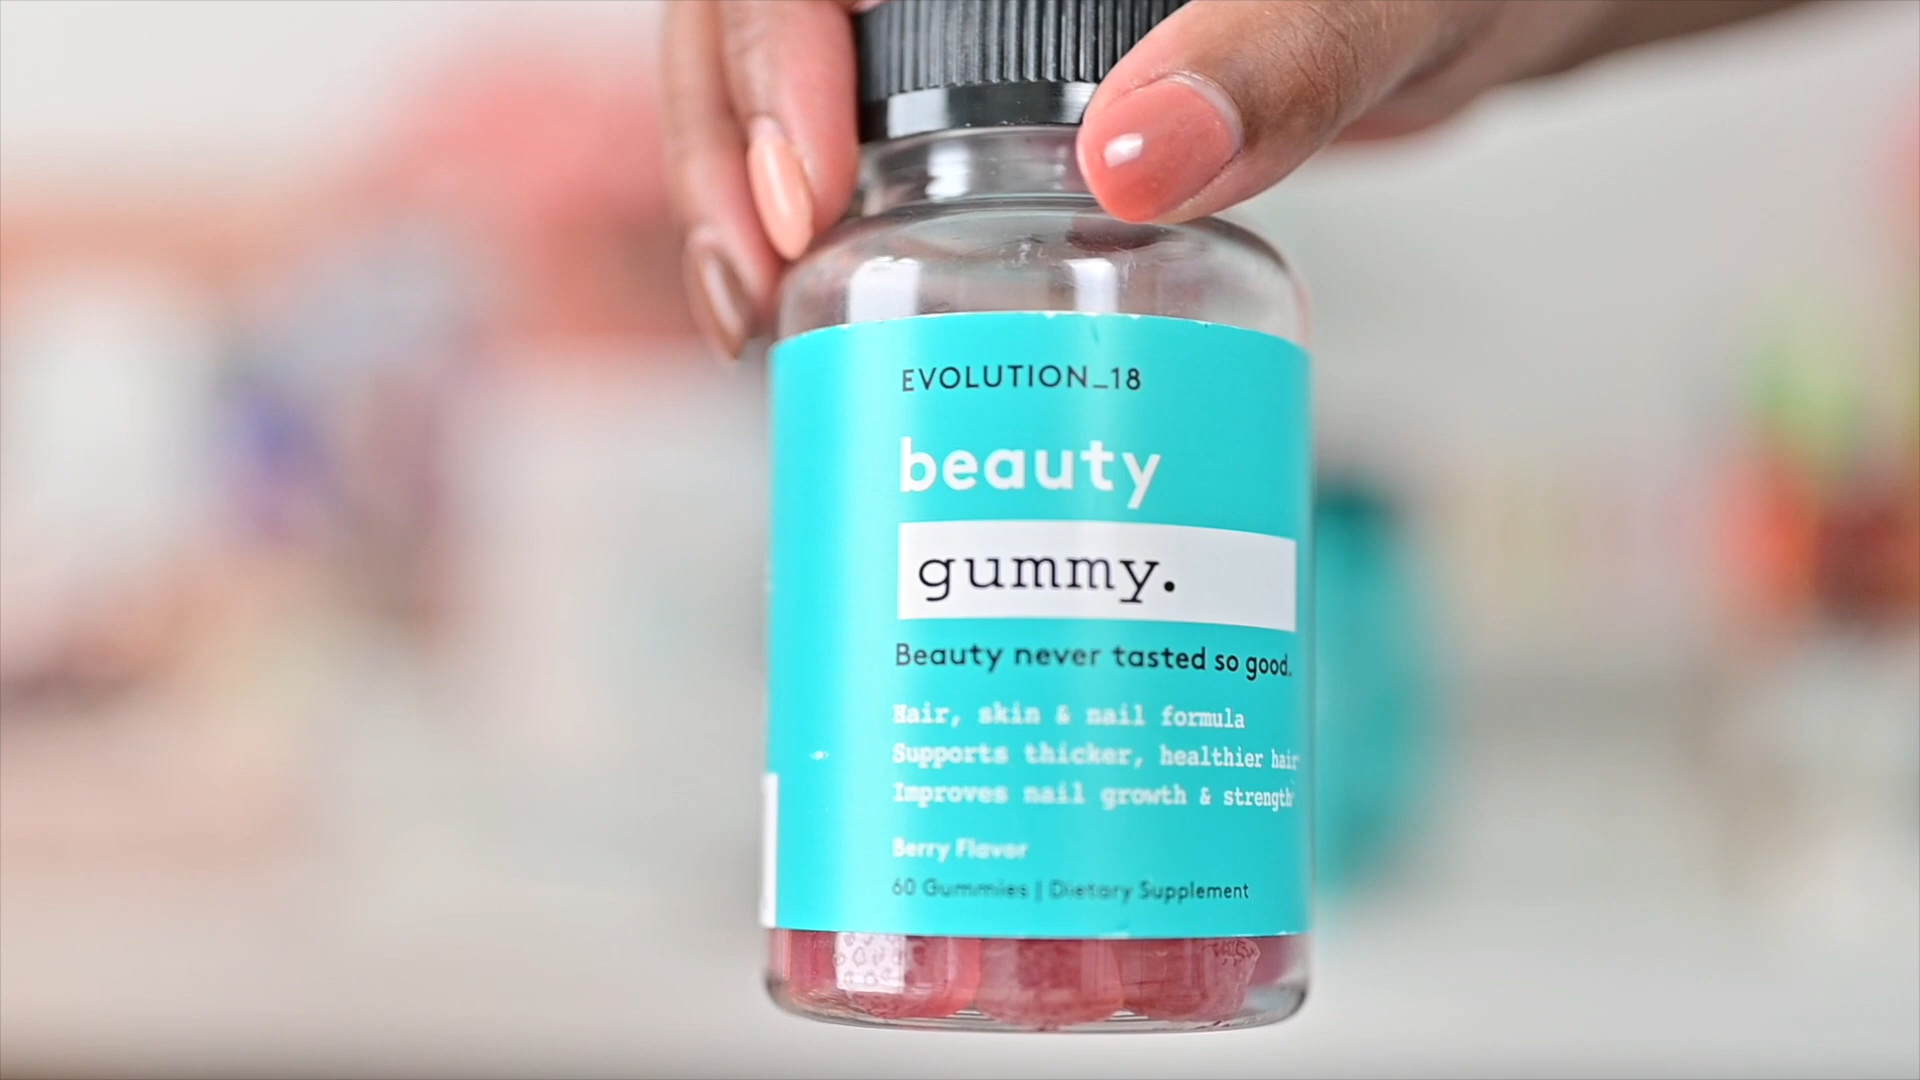 EVOLUTION_18
beauty
gummy.
Beauty never tasted so good.
Hair, skin & nail formula
Supports thicker, healthier hair
Improves nail growth & strength
Berry Flavor
60 Gummies | Dietary Supplement